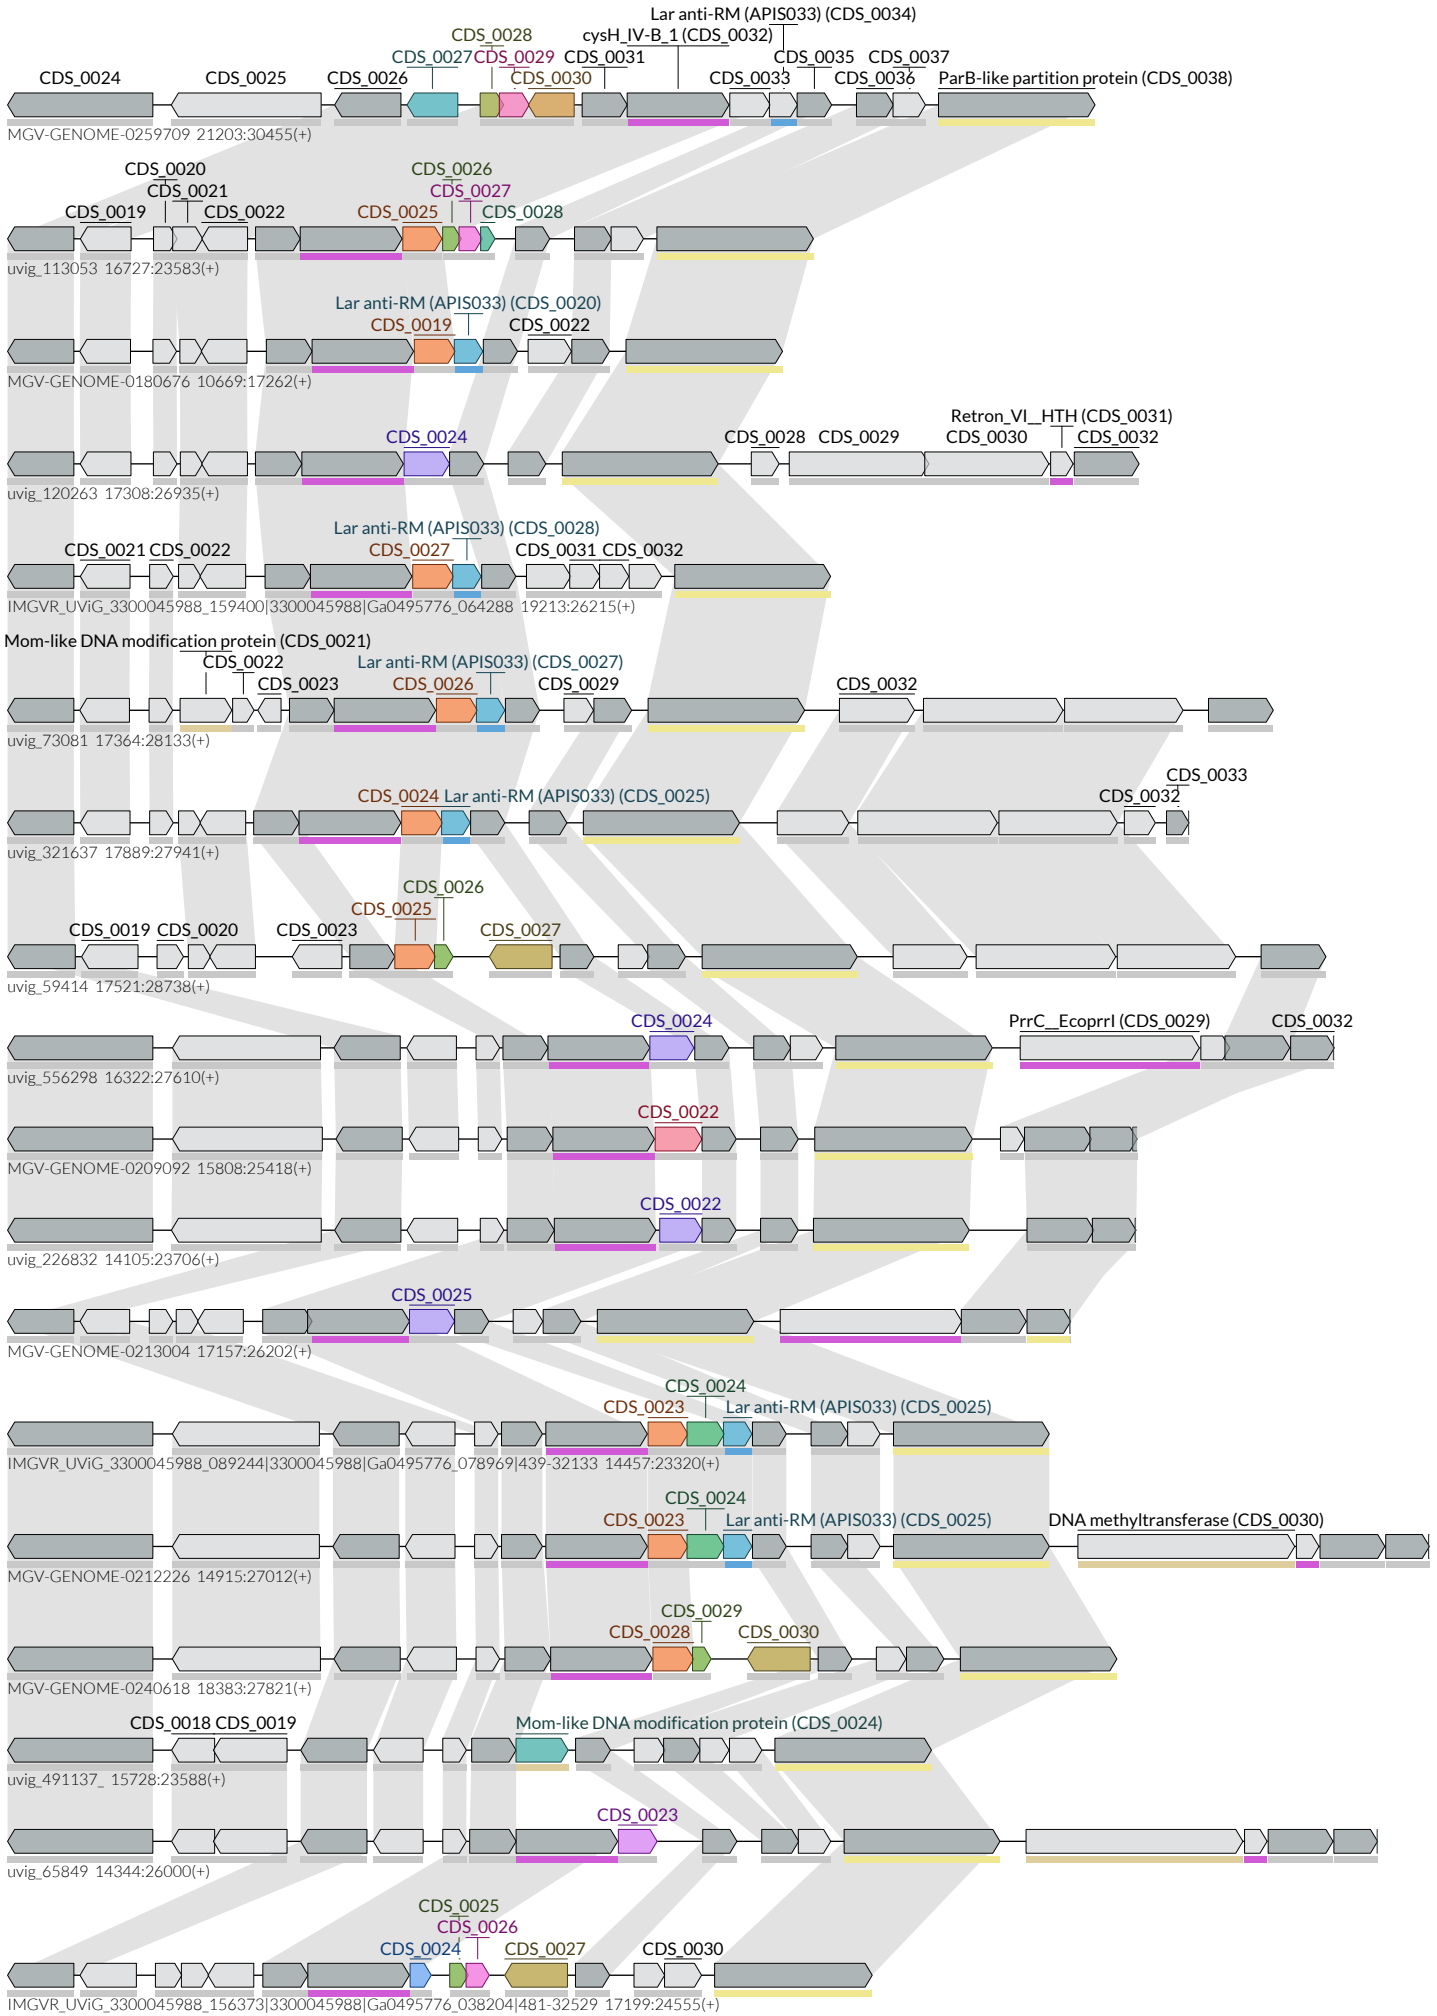 Lar anti-RM (APIS033) (CDS_0034)
CDS_0028 cysH_IV-B_1 (CDS_0032)
CDS_0027 CDS_0029 CDS_0031 CDS_0035 CDS_0037
CDS_0024 CDS_0025 CDS_0026 CDS_0030 CDS_0033 CDS_0036 ParB-like partition protein (CDS_0038)
MGV-GENOME-0259709 21203:30455(+)
CDS_0020 CDS_0026
CDS_0021 CDS_0027
CDS_0019 CDS_0022 CDS_0025 CDS_0028
uvig_113053 16727:23583(+)
Lar anti-RM (APIS033) (CDS_0020)
CDS_0019 CDS_0022
MGV-GENOME-0180676 10669:17262(+)
Retron_VI__HTH (CDS_0031)
CDS_0024 CDS_0028 CDS_0029 CDS_0030 CDS_0032
uvig_120263 17308:26935(+)
Lar anti-RM (APIS033) (CDS_0028)
CDS_0021 CDS_0022 CDS_0027 CDS_0031 CDS_0032
IMGVR_UViG_3300045988_159400|3300045988|Ga0495776_064288 19213:26215(+)
Mom-like DNA modification protein (CDS_0021)
CDS_0022 Lar anti-RM (APIS033) (CDS_0027)
CDS_0023 CDS_0026 CDS_0029 CDS_0032
uvig_73081 17364:28133(+)
CDS_0033
CDS_0024 Lar anti-RM (APIS033) (CDS_0025) CDS_0032
uvig_321637 17889:27941(+)
CDS_0026
CDS_0025
CDS_0019 CDS_0020 CDS_0023 CDS_0027
uvig_59414 17521:28738(+)
CDS_0024 PrrC__EcoprrI (CDS_0029) CDS_0032
uvig_556298 16322:27610(+)
CDS_0022
MGV-GENOME-0209092 15808:25418(+)
CDS_0022
uvig_226832 14105:23706(+)
CDS_0025
MGV-GENOME-0213004 17157:26202(+)
CDS_0024
CDS_0023 Lar anti-RM (APIS033) (CDS_0025)
IMGVR_UViG_3300045988_089244|3300045988|Ga0495776_078969|439-32133 14457:23320(+)
CDS_0024
CDS_0023 Lar anti-RM (APIS033) (CDS_0025) DNA methyltransferase (CDS_0030)
MGV-GENOME-0212226 14915:27012(+)
CDS_0029
CDS_0028 CDS_0030
MGV-GENOME-0240618 18383:27821(+)
CDS_0018 CDS_0019 Mom-like DNA modification protein (CDS_0024)
uvig_491137_ 15728:23588(+)
CDS_0023
uvig_65849 14344:26000(+)
CDS_0025
CDS_0026
CDS_0024 CDS_0027 CDS_0030
IMGVR_UViG_3300045988_156373|3300045988|Ga0495776_038204|481-32529 17199:24555(+)